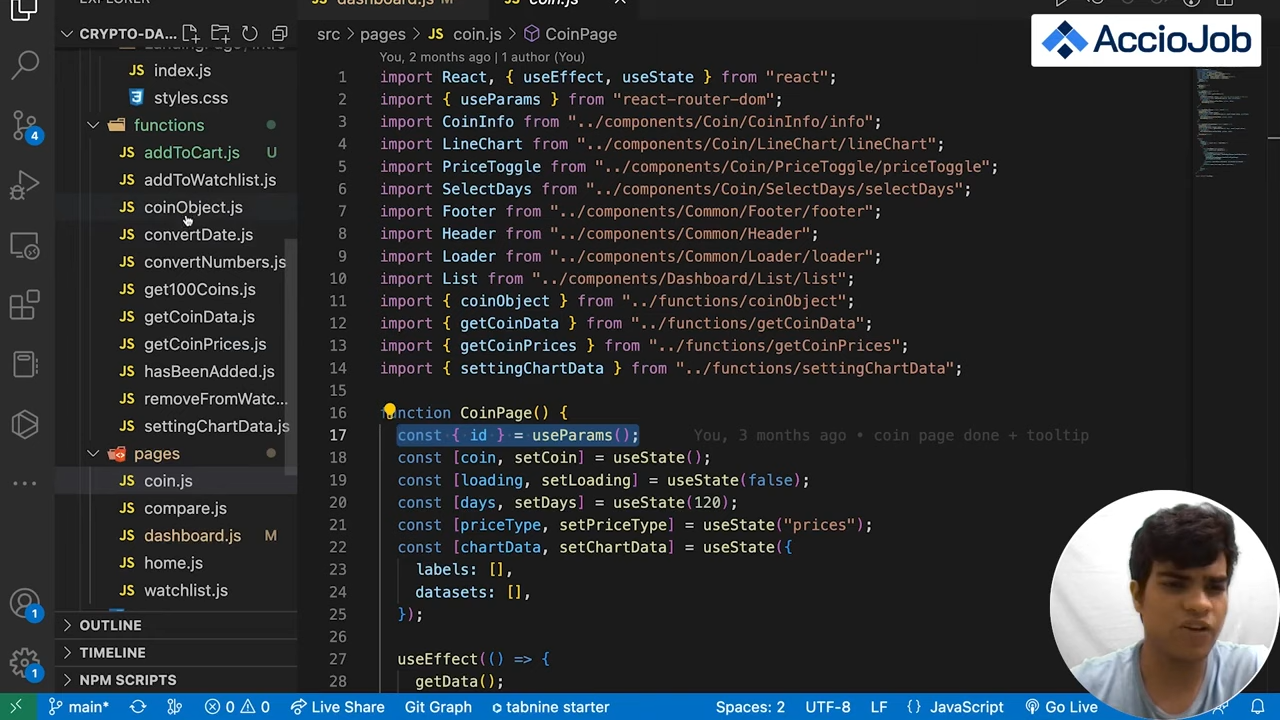 EXPLORER
dashboard.js M
coin.js
AccioJob
CRYPTO-DA...
src > pages > JS coin.js > CoinPage
You, 2 months ago | 1 author (You)
index.js
styles.css
functions
addToCart.js U
addToWatchlist.js
coinObject.js
convertDate.js
convertNumbers.js
get100Coins.js
getCoinData.js
getCoinPrices.js
hasBeenAdded.js
removeFromWatc...
settingChartData.js
pages
coin.js
compare.js
dashboard.js M
home.js
watchlist.js
OUTLINE
TIMELINE
NPM SCRIPTS
4
1
1
1 import React, { useEffect, useState } from "react";
2 import { useParams } from "react-router-dom";
3 import CoinInfo from "../components/Coin/CoinInfo/info";
4 import LineChart from "../components/Coin/LineChart/lineChart";
5 import PriceToggle from "../components/Coin/PriceToggle/priceToggle";
6 import SelectDays from "../components/Coin/SelectDays/selectDays";
7 import Footer from "../components/Common/Footer/footer";
8 import Header from "../components/Common/Header";
9 import Loader from "../components/Common/Loader/loader";
10 import List from "../components/Dashboard/List/list";
11 import { coinObject } from "../functions/coinObject";
12 import { getCoinData } from "../functions/getCoinData";
13 import { getCoinPrices } from "../functions/getCoinPrices";
14 import { settingChartData } from "../functions/settingChartData";
15
16 function CoinPage() {
17 const { id } = useParams(); You, 3 months ago • coin page done + tooltip
18 const [coin, setCoin] = useState();
19 const [loading, setLoading] = useState(false);
20 const [days, setDays] = useState(120);
21 const [priceType, setPriceType] = useState("prices");
22 const [chartData, setChartData] = useState({
23 labels: [],
24 datasets: [],
25 });
26
27 useEffect(() => {
28 getData();
main* 0 0 Live Share Git Graph tabnine starter Spaces: 2 UTF-8 LF {} JavaScript Go Live